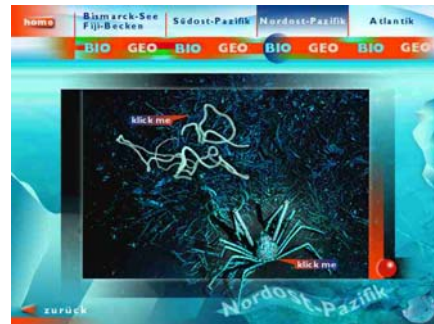 home
Bismarck-See
Fiji-Becken
Südost-Pazifik
Nordost-Pazifik
Atlantik
BIO GEO BIO GEO BIO GEO BIO GEO
klick me
klick me
zurück
Nordost-Pazifik